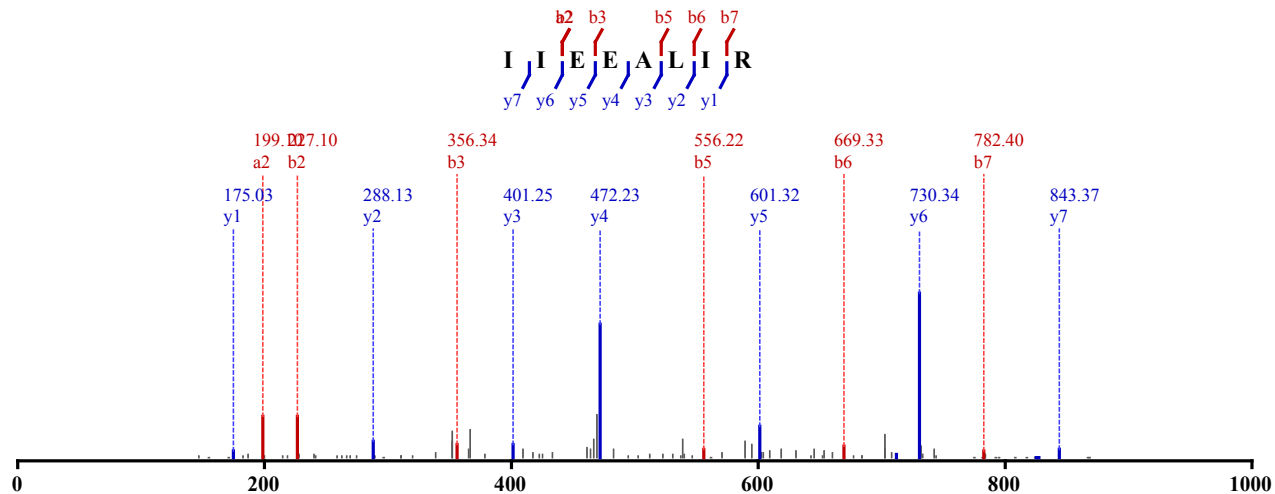 a2 b2 b3 b5 b6 b7
I I E E A L I R
y7 y6 y5 y4 y3 y2 y1
199.10 227.10 356.34 556.22 669.33 782.40
a2 b2 b3 b5 b6 b7
175.03 288.13 401.25 472.23 601.32 730.34 843.37
y1 y2 y3 y4 y5 y6 y7
0 200 400 600 800 1000